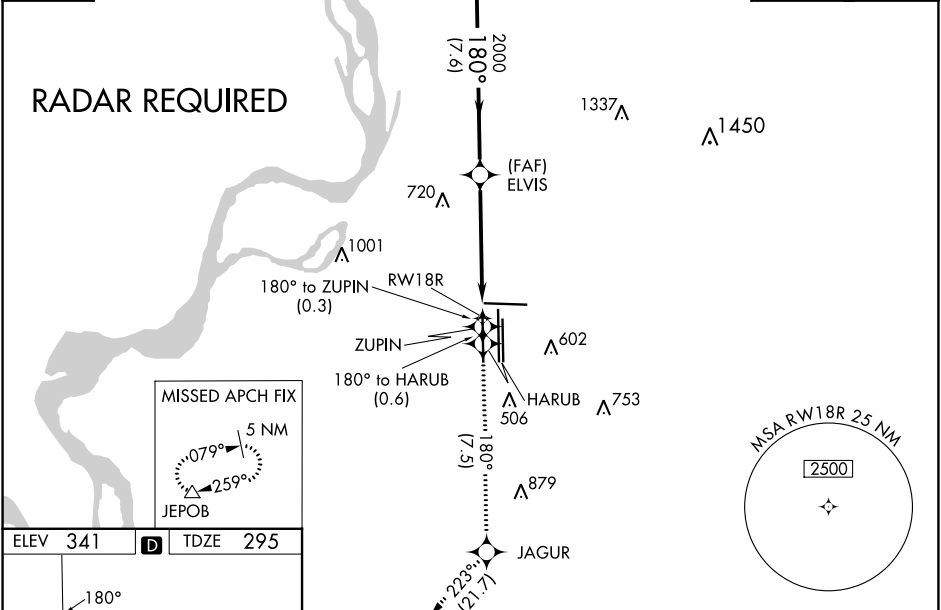 2000
180°
(7.6)
RADAR REQUIRED
1337
1450
(FAF)
ELVIS
720
1001
180° to ZUPIN
(0.3)
RW18R
ZUPIN
602
180° to HARUB
(0.6)
HARUB
506
753
MISSED APCH FIX
5 NM
079°
259°
JEPOB
180°
(7.5)
MSA RW18R 25 NM
2500
879
ELEV 341
D
TDZE 295
JAGUR
180°
223°
(21.7)